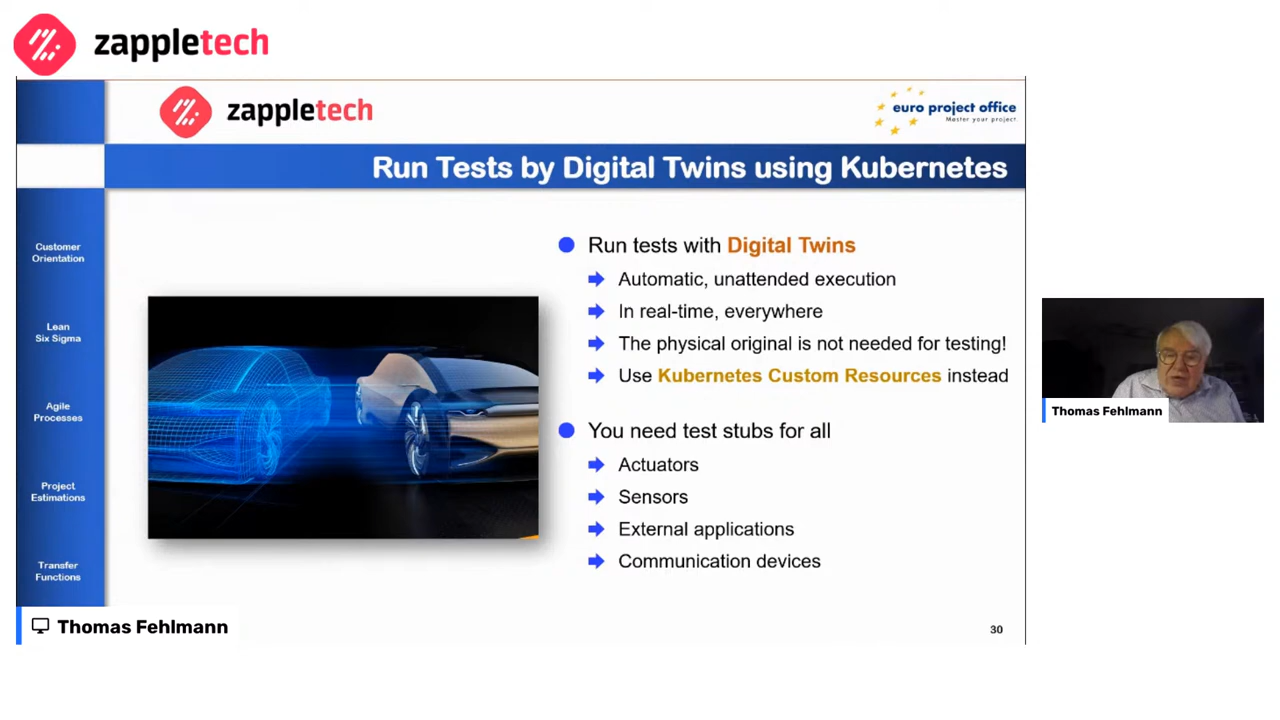 zappletech
zappletech
euro project office
Master your project.
Run Tests by Digital Twins using Kubernetes
Customer
Orientation
Lean
Six Sigma
Agile
Processes
Project
Estimations
Transfer
Functions
Run tests with Digital Twins
Automatic, unattended execution
In real-time, everywhere
The physical original is not needed for testing!
Use Kubernetes Custom Resources instead
You need test stubs for all
Actuators
Sensors
External applications
Communication devices
30
Thomas Fehlmann
Thomas Fehlmann